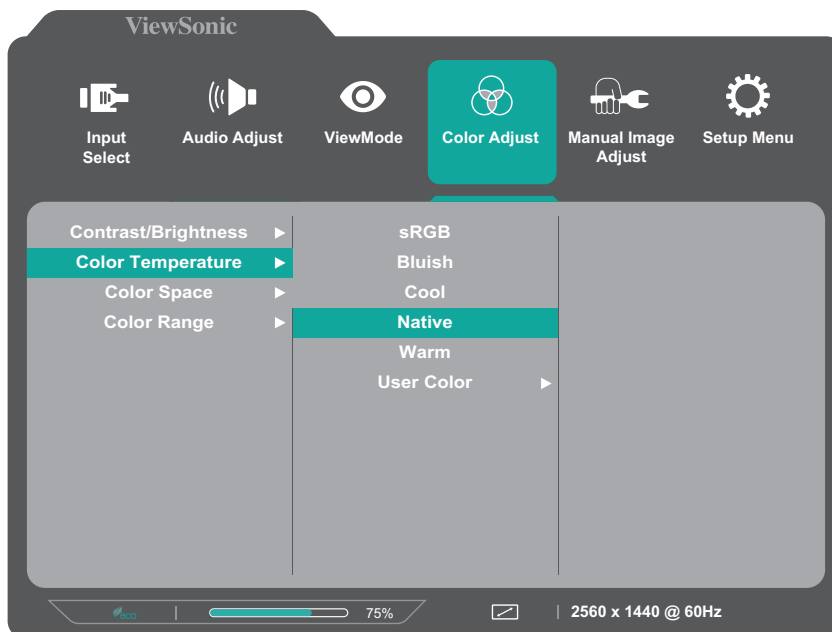 ViewSonic
Input
Select
Audio Adjust
ViewMode
Color Adjust
Manual Image
Adjust
Setup Menu
Contrast/Brightness
Color Temperature
Color Space
Color Range
sRGB
Bluish
Cool
Native
Warm
User Color
eco
75%
2560 x 1440 @ 60Hz